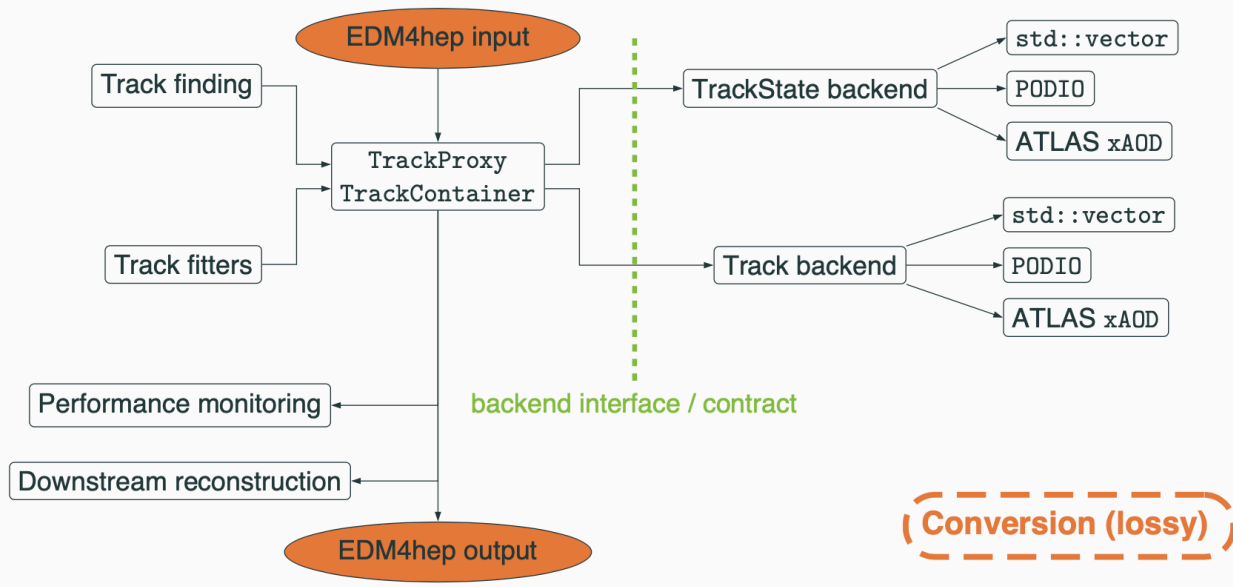 EDM4hep input
Track finding
TrackProxy
TrackContainer
Track fitters
TrackState backend
std::vector
PODIO
ATLAS xAOD
Track backend
std::vector
PODIO
ATLAS xAOD
backend interface / contract
Performance monitoring
Downstream reconstruction
EDM4hep output
Conversion (lossy)